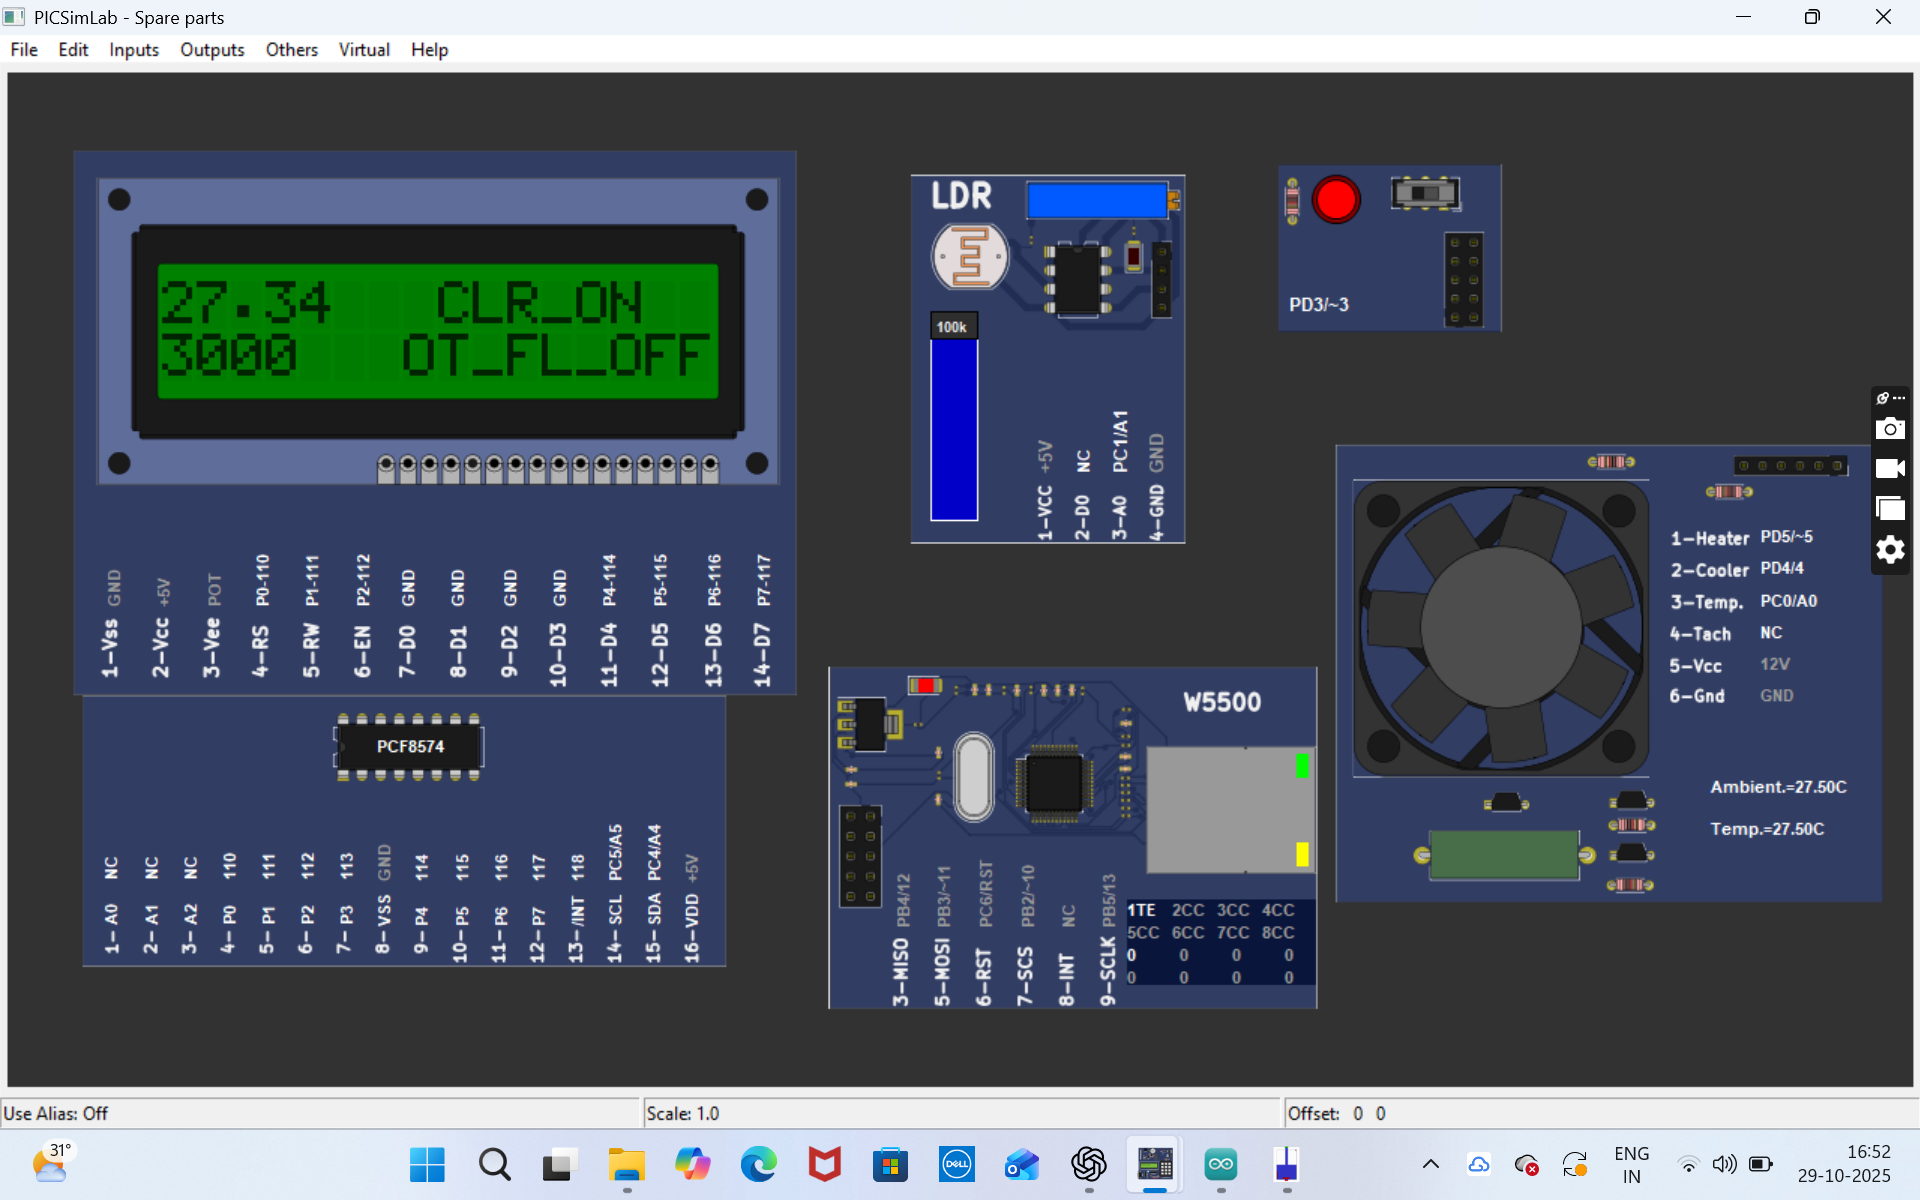 PICSimLab - Spare parts
File Edit Inputs Outputs Others Virtual Help
27.34 CLR_ON
3000 OT_FL_OFF
1-Vss GND
2-Vcc +5V
3-Vee POT
4-RS P0-110
5-RW P1-111
6-EN P2-112
7-D0 GND
8-D1 GND
9-D2 GND
10-D3 GND
11-D4 P4-114
12-D5 P5-115
13-D6 P6-116
14-D7 P7-117
PCF8574
1- A0 NC
2- A1 NC
3- A2 NC
4- P0 110
5- P1 111
6- P2 112
7- P3 113
8-VSS GND
9- P4 114
10-P5 115
11-P6 116
12-P7 117
13-/INT 118
14- SCL PC5/A5
15- SDA PC4/A4
16-VDD +5V
LDR
100k
1-VCC +5V
2-D0 NC
3-A0 PC1/A1
4-GND GND
PD3/~3
W5500
3-MISO PB4/12
5-MOSI PB3/~11
6-RST PC6/RST
7-SCS PB2/~10
8-INT NC
9-SCLK PB5/13
1TE 2CC 3CC 4CC
5CC 6CC 7CC 8CC
0 0 0 0
0 0 0 0
1-Heater PD5/~5
2-Cooler PD4/4
3-Temp. PC0/A0
4-Tach NC
5-Vcc 12V
6-Gnd GND
Ambient.=27.50C
Temp.=27.50C
Use Alias: Off
Scale: 1.0
Offset: 0 0
31°
DELL
ENG
IN
16:52
29-10-2025